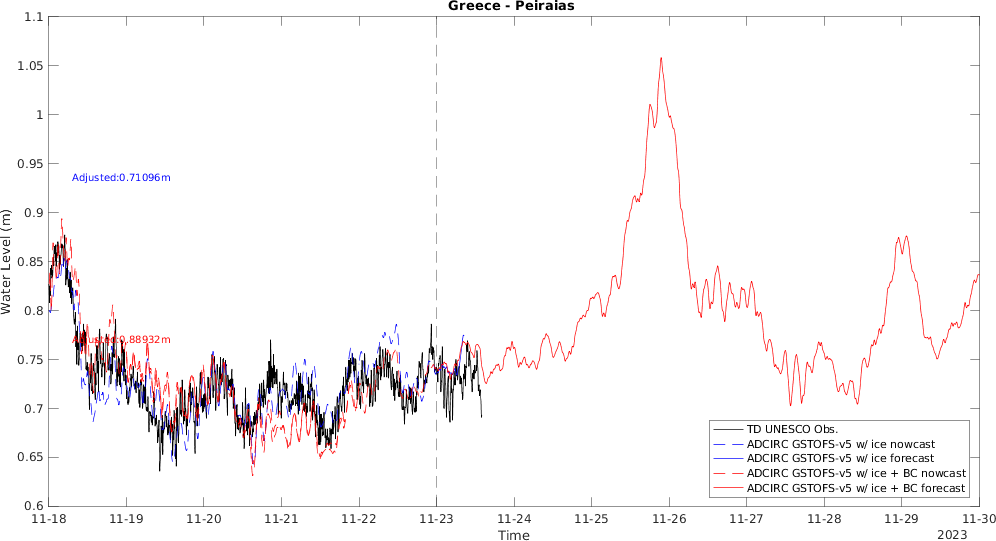 Greece - Peiraias
1.1
1.05
1
0.95
0.9
0.85
0.8
0.75
0.7
0.65
0.6
Water Level (m)
Adjusted:0.71096m
Adjusted:0.88932m
TD UNESCO Obs.
ADCIRC GSTOFS-v5 w/ ice nowcast
ADCIRC GSTOFS-v5 w/ ice forecast
ADCIRC GSTOFS-v5 w/ ice + BC nowcast
ADCIRC GSTOFS-v5 w/ ice + BC forecast
11-18 11-19 11-20 11-21 11-22 11-23 11-24 11-25 11-26 11-27 11-28 11-29 11-30
Time
2023